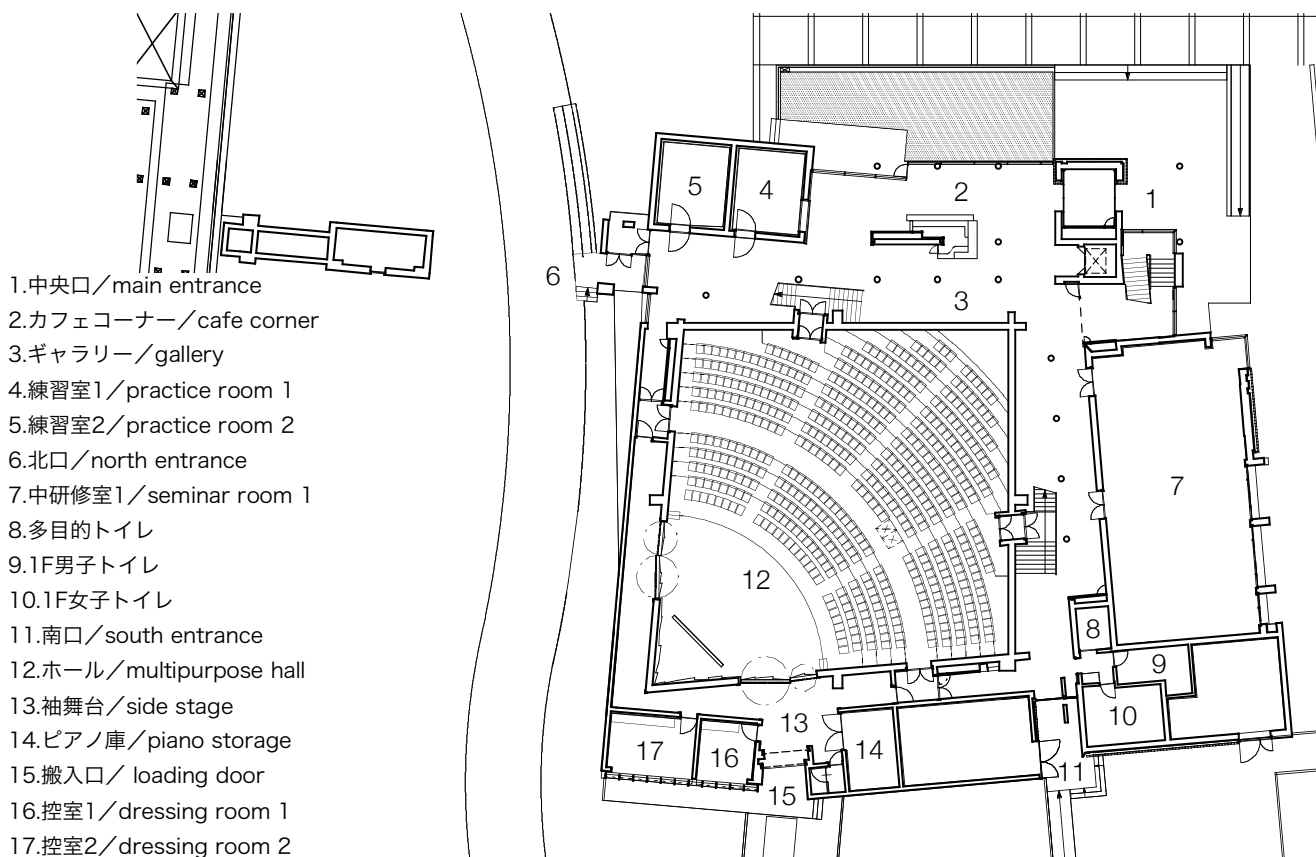 1.中央口／main entrance
2.カフェコーナー／cafe corner
3.ギャラリー／gallery
4.練習室1／practice room 1
5.練習室2／practice room 2
6.北口／north entrance
7.中研修室1／seminar room 1
8.多目的トイレ
9.1F男子トイレ
10.1F女子トイレ
11.南口／south entrance
12.ホール／multipurpose hall
13.袖舞台／side stage
14.ピアノ庫／piano storage
15.搬入口／ loading door
16.控室1／dressing room 1
17.控室2／dressing room 2
5
4
2
1
6
3
7
12
8
9
10
13
17
16
14
11
15